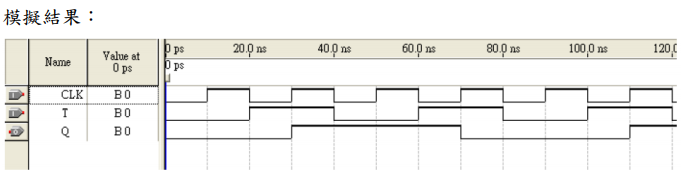 模擬結果：
Name
Value at
0 ps
0 ps
20.0 ns
40.0 ns
60.0 ns
80.0 ns
100.0 ns
120.0
0 ps
CLK
B 0
T
B 0
Q
B 0